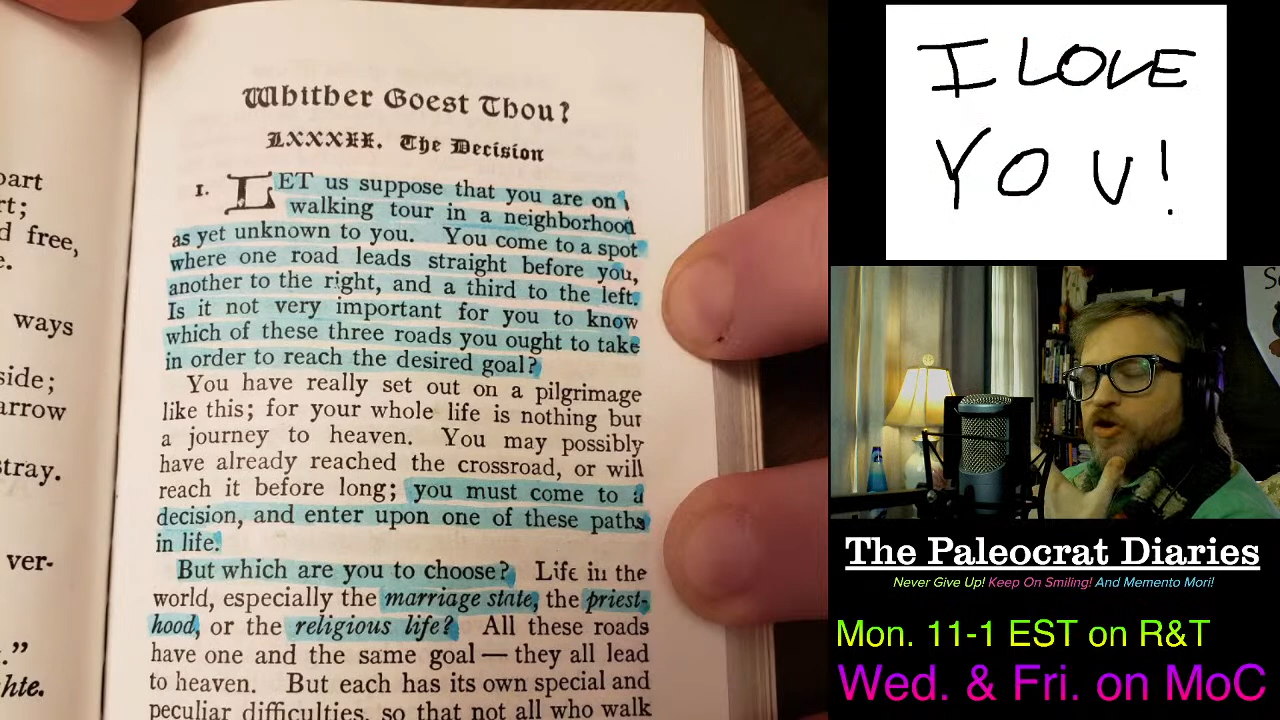 part
rt;
d free,
e.
ways
side;
arrow
stray.
ver-
."
hte.
Whither Goest Thou?
LXXXII. The Decision
1. LET us suppose that you are on
walking tour in a neighborhood
as yet unknown to you. You come to a spot
where one road leads straight before you,
another to the right, and a third to the left.
Is it not very important for you to know
which of these three roads you ought to take
in order to reach the desired goal?
You have really set out on a pilgrimage
like this; for your whole life is nothing but
a journey to heaven. You may possibly
have already reached the crossroad, or will
reach it before long; you must come to a
decision, and enter upon one of these paths
in life.
But which are you to choose? Life in the
world, especially the marriage state, the priest-
hood, or the religious life? All these roads
have one and the same goal — they all lead
to heaven. But each has its own special and
peculiar difficulties, so that not all who walk
I LOVE
YOU!
The Paleocrat Diaries
Never Give Up! Keep On Smiling! And Memento Mori!
Mon. 11-1 EST on R&T
Wed. & Fri. on MoC